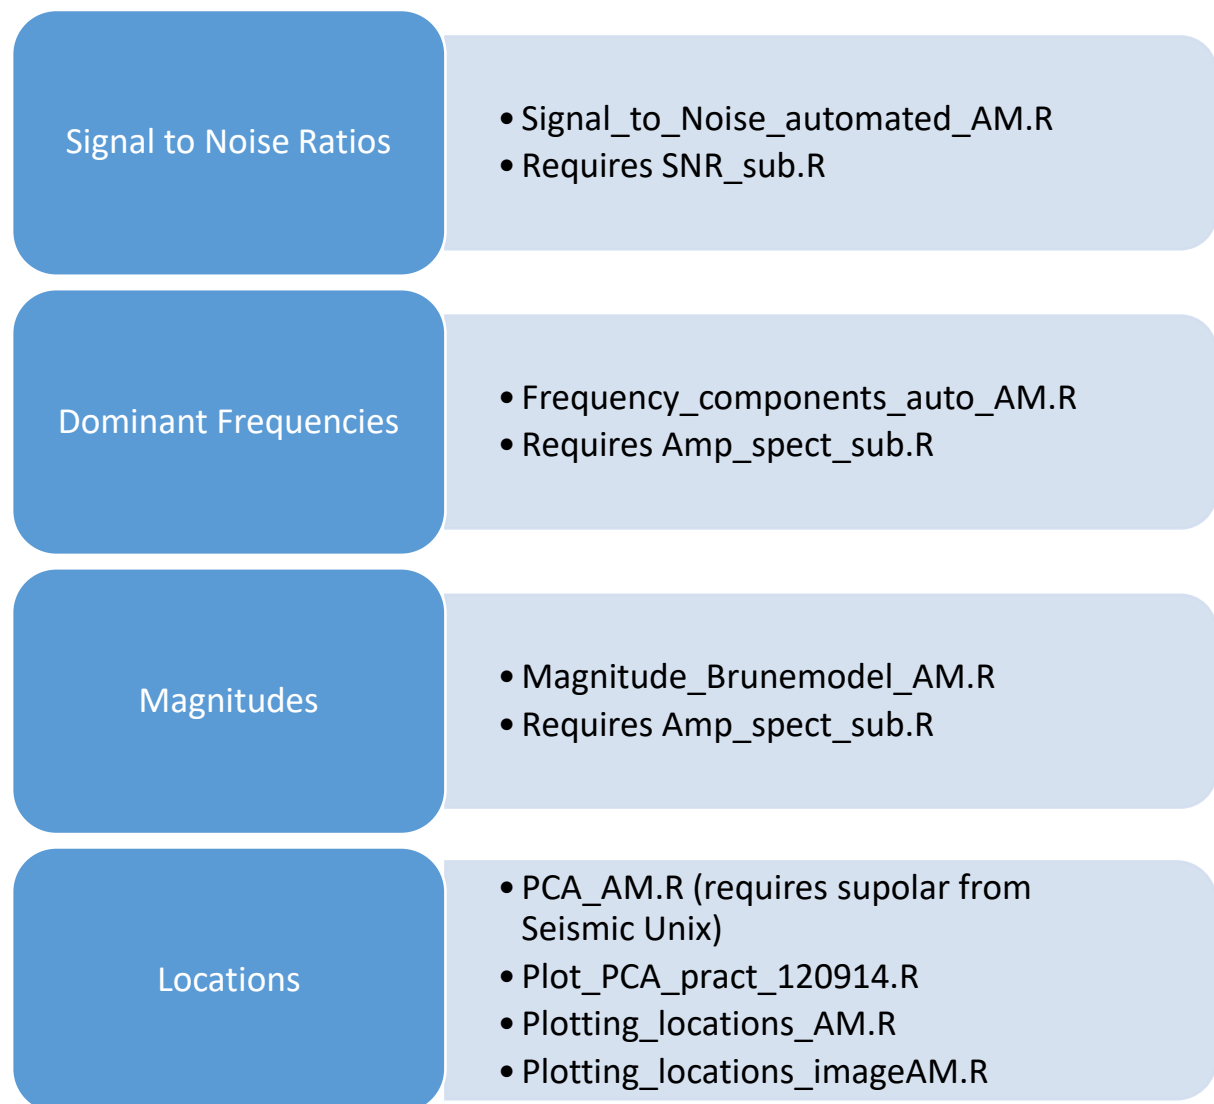 Signal to Noise Ratios
• Signal_to_Noise_automated_AM.R
• Requires SNR_sub.R
Dominant Frequencies
• Frequency_components_auto_AM.R
• Requires Amp_spect_sub.R
Magnitudes
• Magnitude_Brunemodel_AM.R
• Requires Amp_spect_sub.R
Locations
• PCA_AM.R (requires supolar from
Seismic Unix)
• Plot_PCA_pract_120914.R
• Plotting_locations_AM.R
• Plotting_locations_imageAM.R